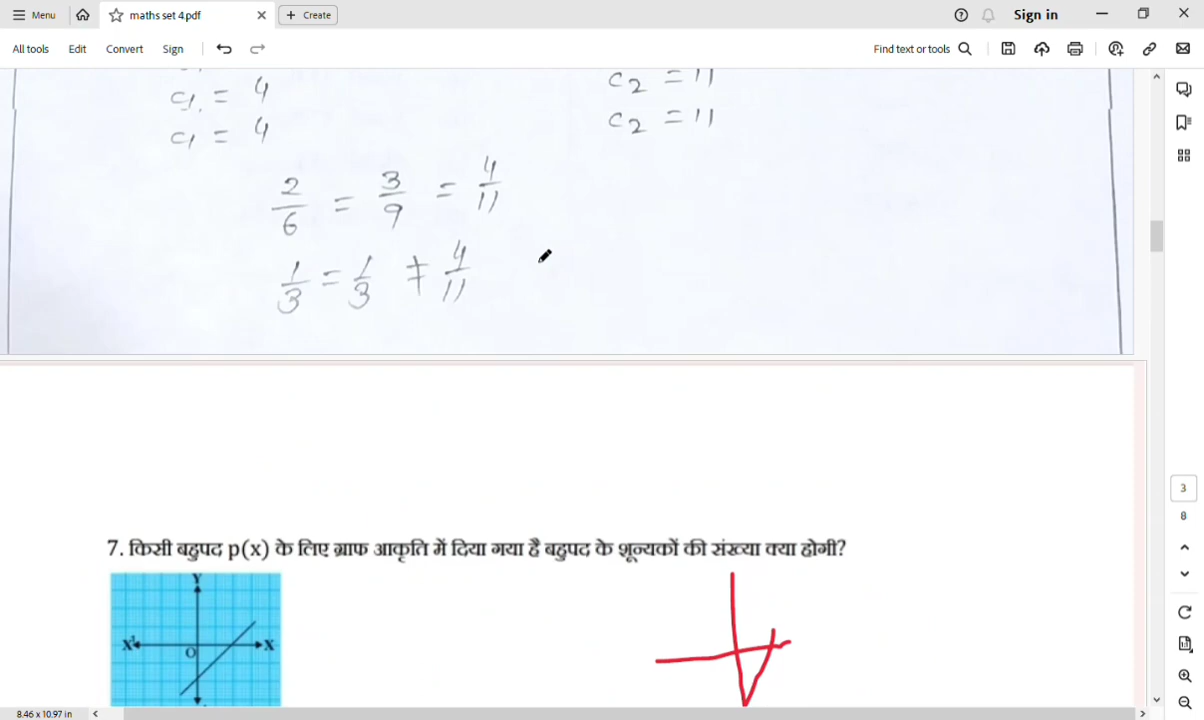 Menu
maths set 4.pdf
Create
Sign in
All tools
Edit
Convert
Sign
Find text or tools
c₁ = 4
c₂ = 11
c₁ = 4
c₂ = 11
2/6 = 3/9 = 4/11
1/3 = 1/3 ≠ 4/11
7. किसी बहुपद p(x) के लिए ग्राफ आकृति में दिया गया है बहुपद के शून्यकों की संख्या क्या होगी?
Y
X'
O
X
3
8
8.46 x 10.97 in